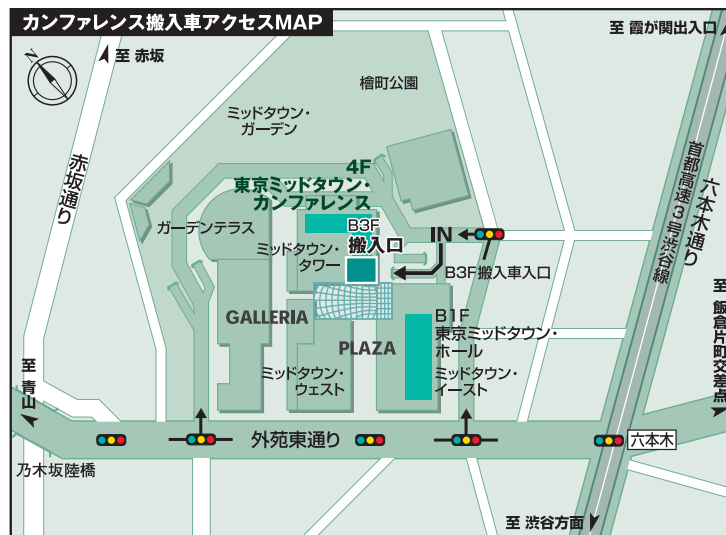 カンファレンス搬入車アクセスMAP
至 赤坂
至 霞が関出入口
N
檜町公園
ミッドタウン・
ガーデン
赤坂通り
六本木通り
首都高速3号渋谷線
4F
東京ミッドタウン・
カンファレンス
ガーデンテラス
B3F
搬入口
IN
ミッドタウン・
タワー
B3F搬入車入口
至 飯倉片町交差点
GALLERIA
PLAZA
B1F
東京ミッドタウン・
ホール
ミッドタウン・
ウェスト
ミッドタウン・
イースト
至 青山
外苑東通り
六本木
乃木坂陸橋
至 渋谷方面